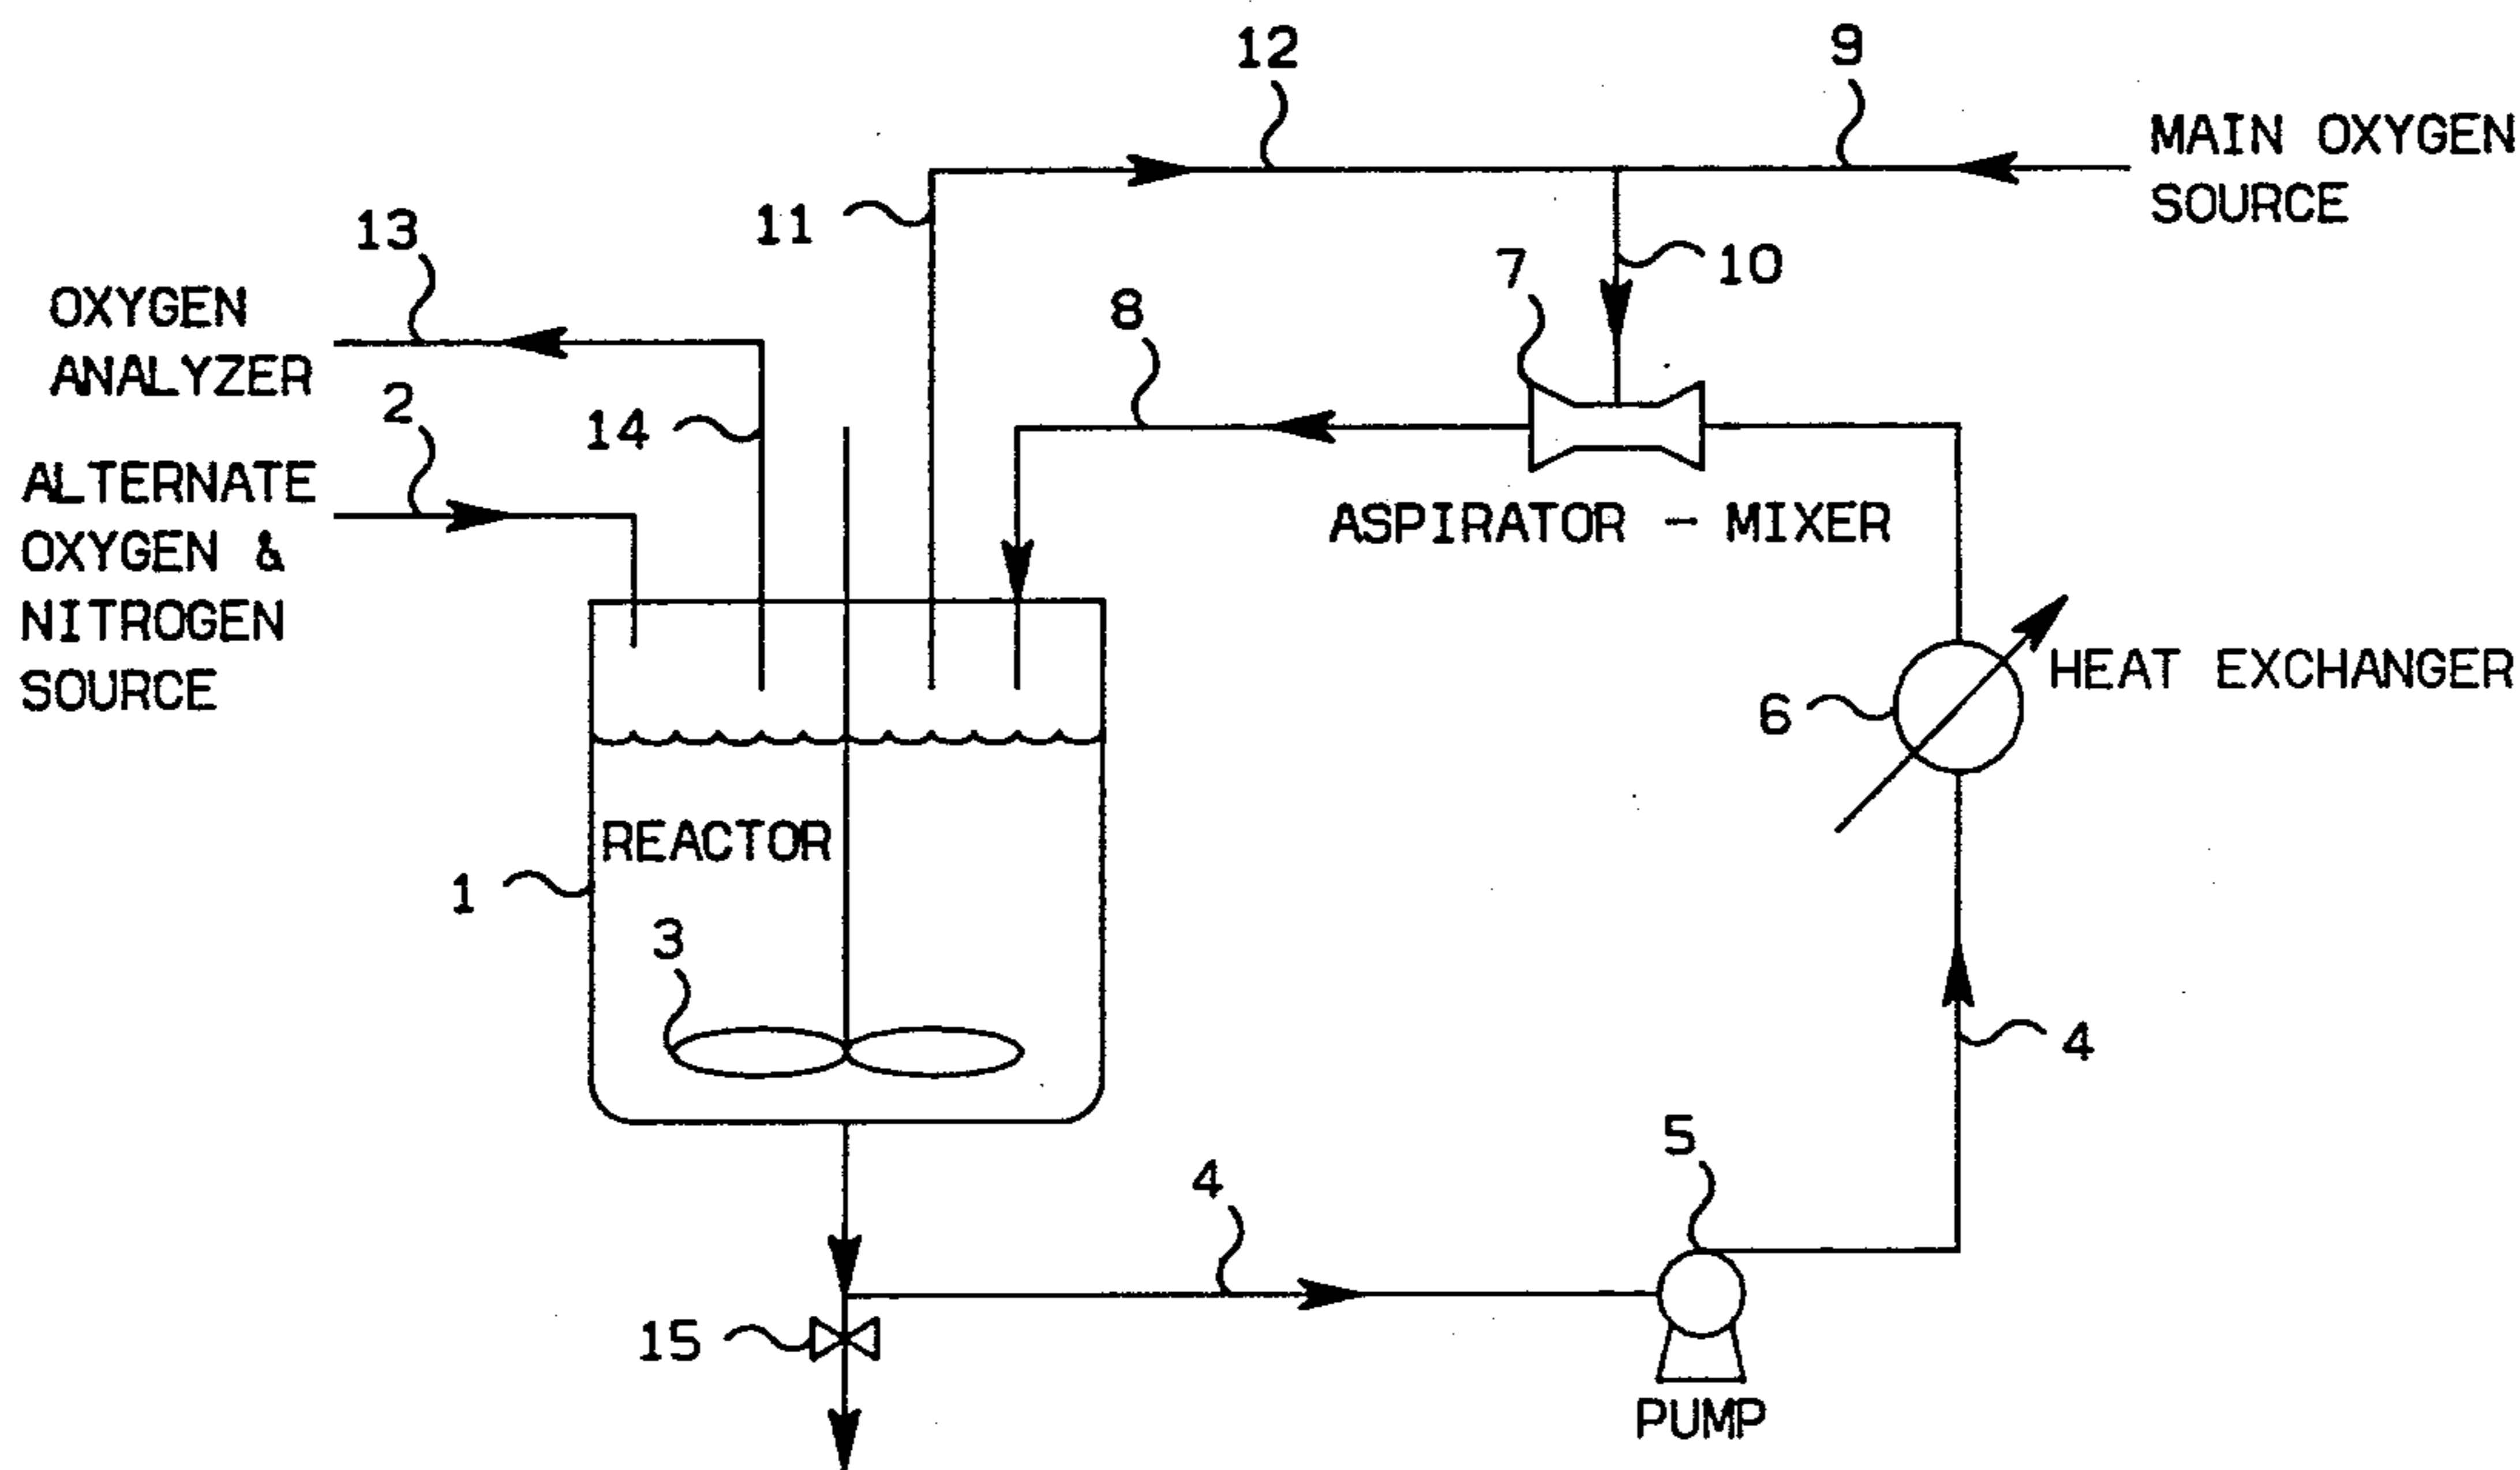 12
9
MAIN OXYGEN
SOURCE
13
11
10
7
8
OXYGEN
ANALYZER
2
14
ALTERNATE
OXYGEN &
NITROGEN
SOURCE
ASPIRATOR - MIXER
HEAT EXCHANGER
6
REACTOR
1
3
4
5
4
15
PUMP